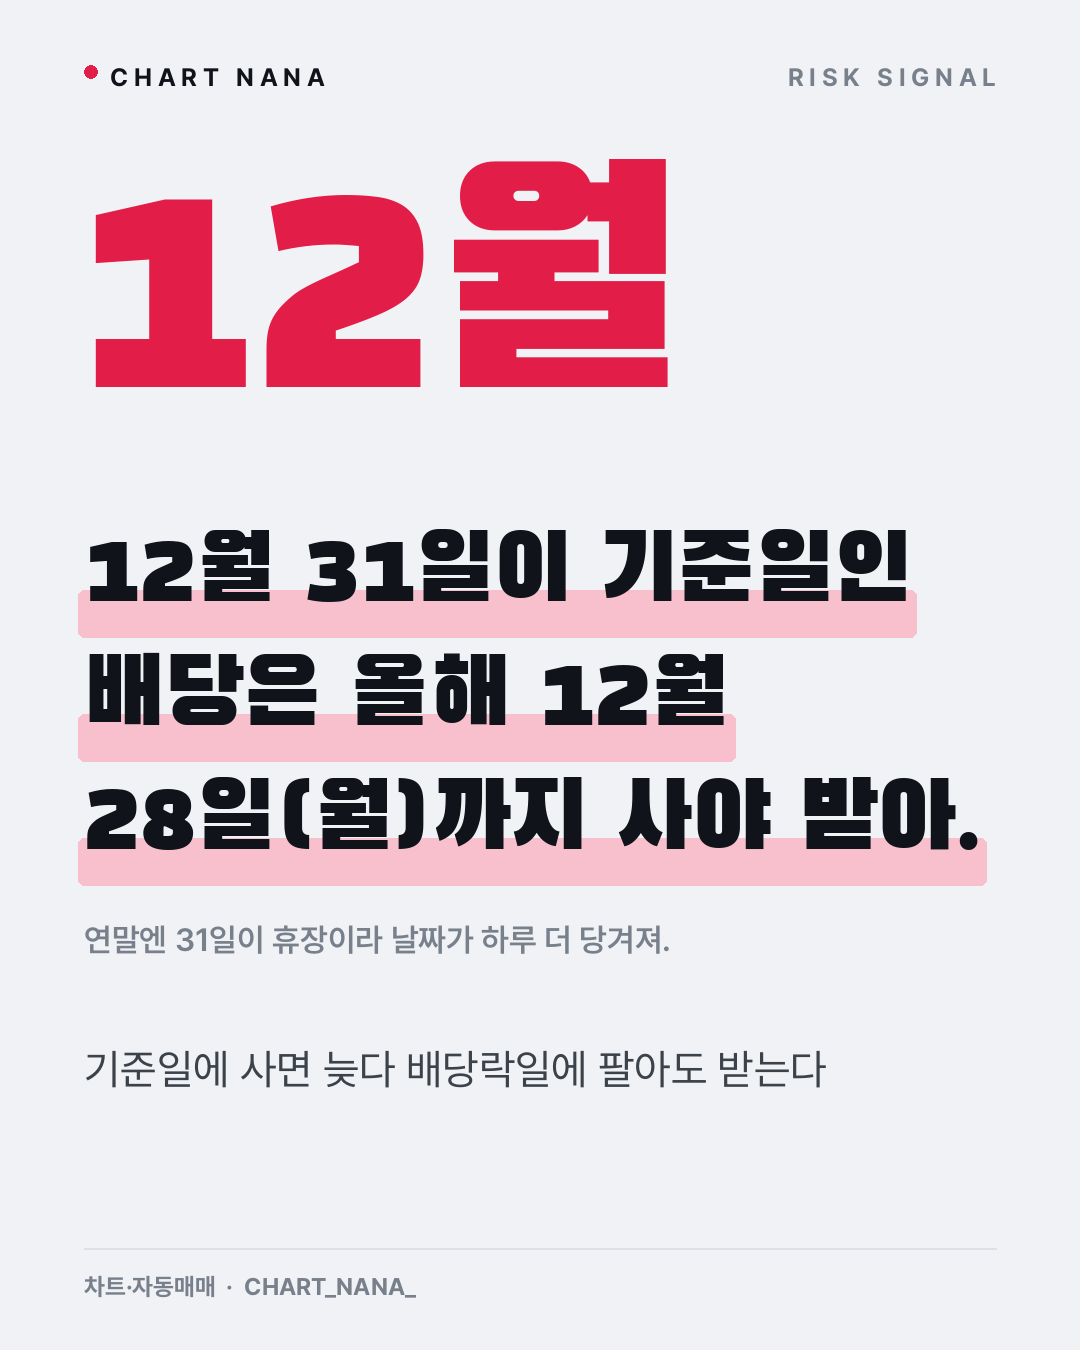 CHART NANA
RISK SIGNAL
12월
12월 31일이 기준일인
배당은 올해 12월
28일(월)까지 사야 받아.
연말엔 31일이 휴장이라 날짜가 하루 더 당겨져.
기준일에 사면 늦다 배당락일에 팔아도 받는다
차트·자동매매 · CHART_NANA_